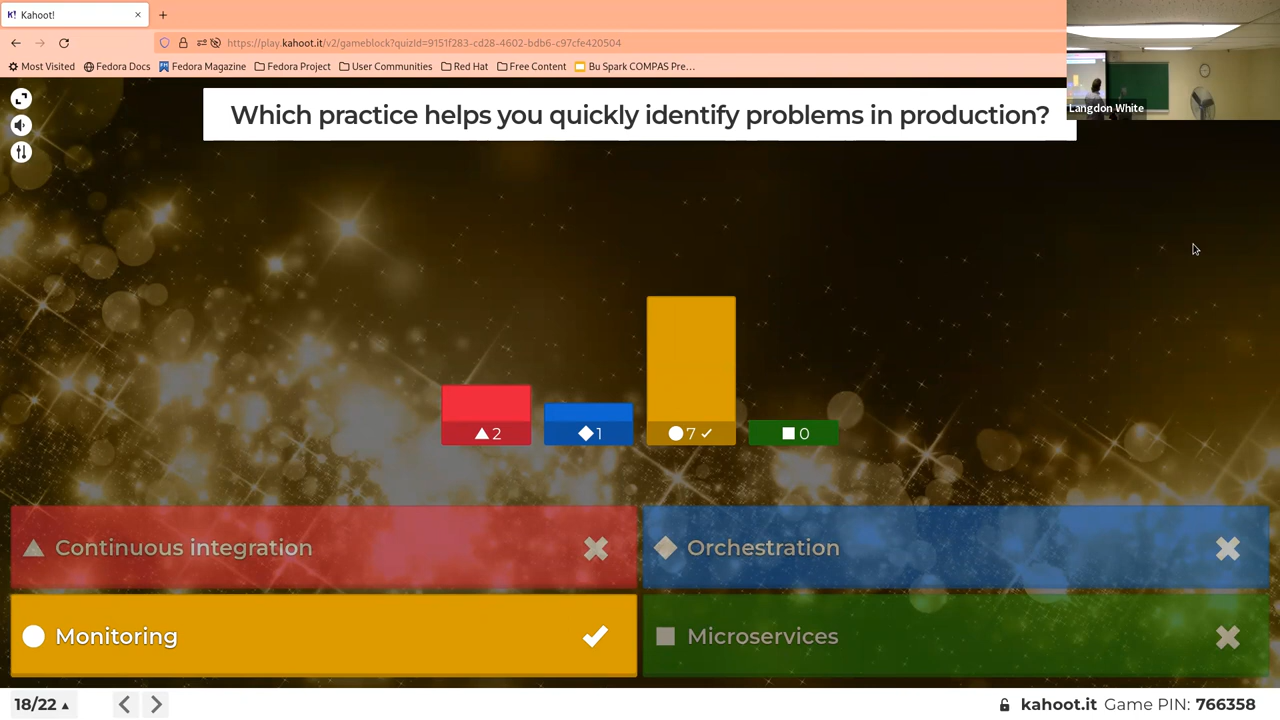 K! Kahoot!
https://play.kahoot.it/v2/gameblock?quizId=9151f283-cd28-4602-bdb6-c97cfe420504
Most Visited Fedora Docs Fedora Magazine Fedora Project User Communities Red Hat Free Content Bu Spark COMPAS Pre...
Langdon White
Which practice helps you quickly identify problems in production?
2 1 7 0
Continuous integration
Orchestration
Monitoring
Microservices
18/22
kahoot.it Game PIN: 766358